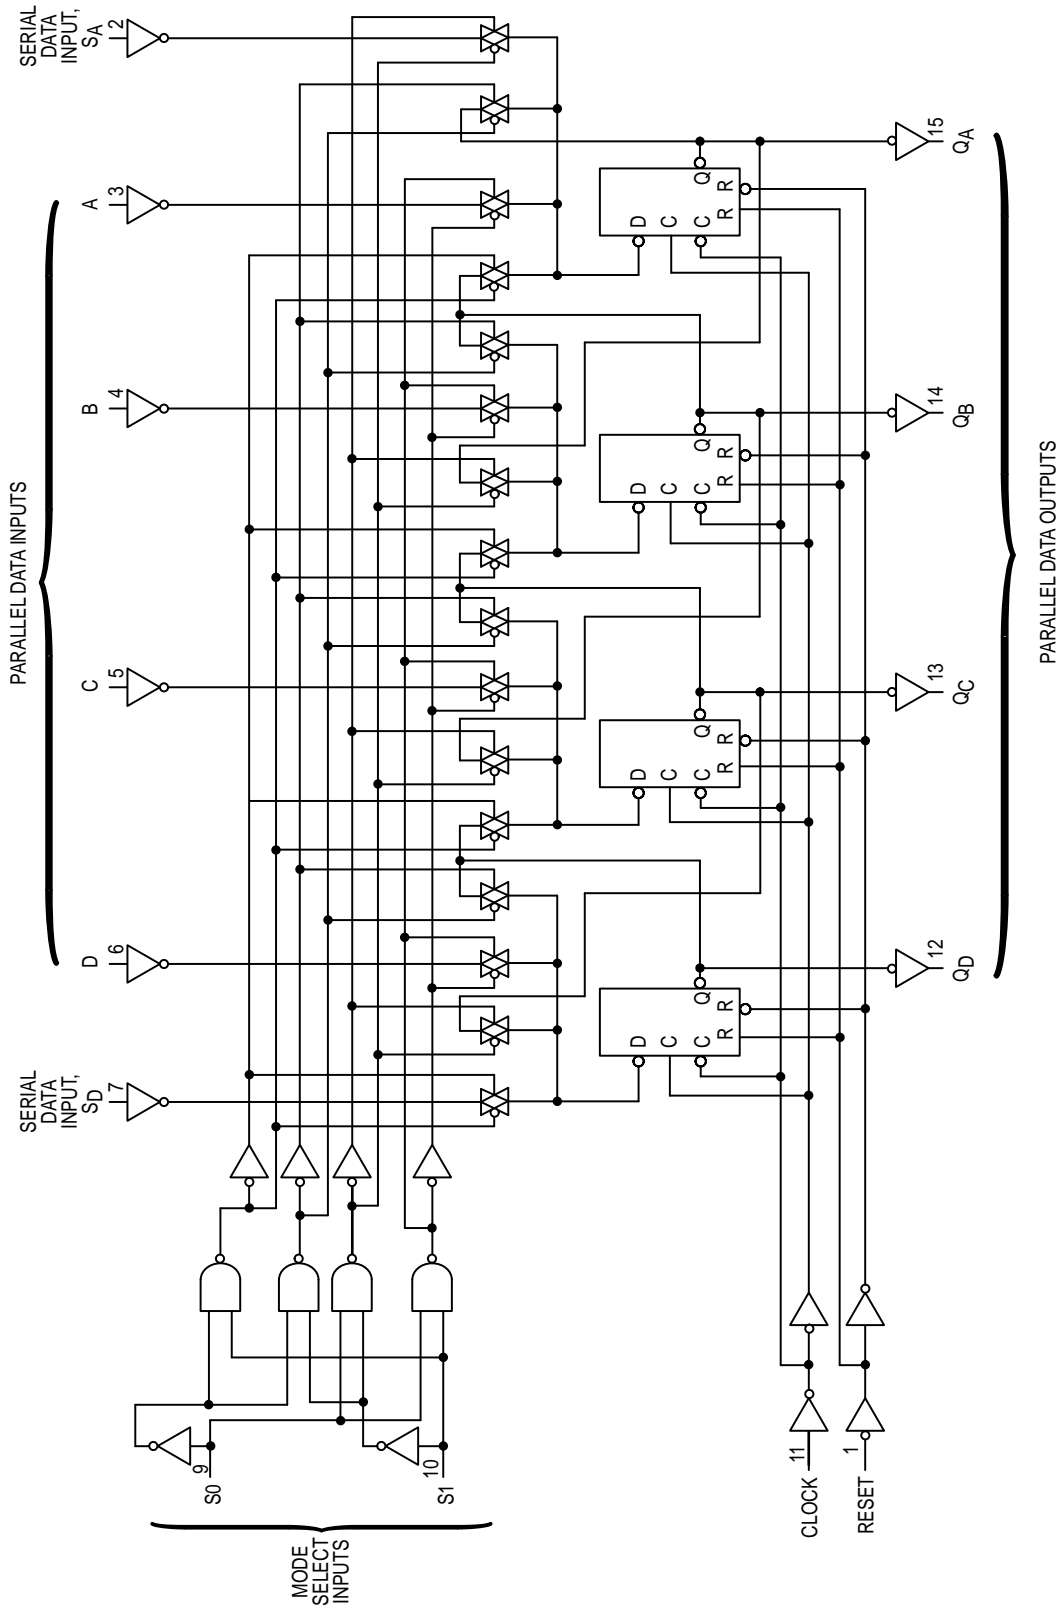 SERIAL
DATA
INPUT,
SA
2
A
3
B
4
C
5
D
6
SERIAL
DATA
INPUT,
SD
7
PARALLEL DATA INPUTS
D
C
C
Q
R
R
D
C
C
Q
R
R
D
C
C
Q
R
R
D
C
C
Q
R
R
15
QA
14
QB
13
QC
12
QD
PARALLEL DATA OUTPUTS
9
S0
10
S1
MODE
SELECT
INPUTS
11
CLOCK
1
RESET